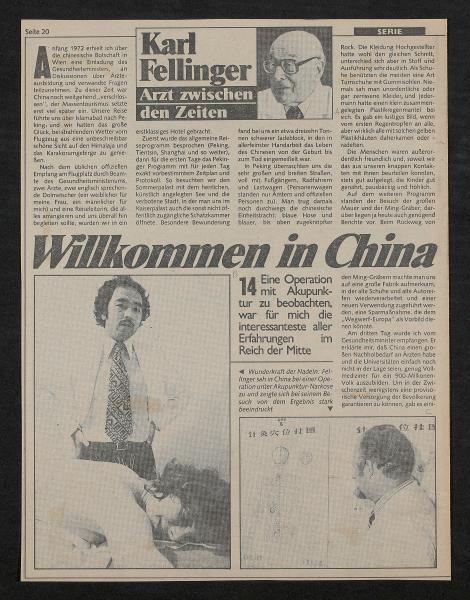 Seite 20
SERIE
Karl
Fellinger
Arzt zwischen
den Zeiten
Anfang 1972 erhielt ich über
die chinesische Botschaft in
Wien eine Einladung des
Gesundheitsministers, an
Diskussionen über Ärzte-
ausbildung und verwandte Fragen
teilzunehmen. Zu dieser Zeit war
China noch weitgehend „verschlos-
sen“, der Massentourismus setzte
erst viel später ein. Unsere Reise
führte uns über Islamabad nach Pe-
king, und wir hatten das große
Glück, bei strahlendem Wetter vom
Flugzeug aus eine unbeschreibbar
schöne Sicht auf den Himalaja und
das Karakorumgebirge zu genie-
ßen.
Nach dem üblichen offiziellen
Empfang am Flugplatz durch Beam-
te des Gesundheitsministeriums,
zwei Ärzte, zwei englisch sprechen-
de Dolmetscher (ein weiblicher für
meine Frau, ein männlicher für
mich) und eine Reiseleiterin, die al-
les arrangieren und uns überall hin
begleiten sollte, wurden wir in ein
erstklassiges Hotel gebracht.
Zuerst wurde das allgemeine Rei-
seprogramm besprochen (Peking,
Tientsin, Shanghai und so weiter),
dann für die ersten Tage das Pekin-
ger Programm mit für jeden Tag
exakt vorbestimmtem Zeitplan und
Protokoll. So besuchten wir den
Sommerpalast mit dem herrlichen,
künstlich angelegten See und die
verbotene Stadt, in der man uns im
Kaiserpalast auch die sonst nicht öf-
fentlich zugängliche Schatzkammer
öffnete. Besondere Bewunderung
fand bei uns ein etwa dreizehn Ton-
nen schwerer Jadeblock, in den in
allerfeinster Handarbeit das Leben
des Chinesen von der Geburt bis
zum Tod eingemeißelt war.
In Peking übernachten uns die
sehr großen und breiten Straßen,
voll mit Fußgängern, Radfahrern
und Lastwagen (Personenwagen
standen nur Ämtern und offiziellen
Personen zu). Man trug damals
noch durchwegs die chinesische
Einheitstracht: blaue Hose und
blauer, bis oben zugeknöpfter
Rock. Die Kleidung Hochgestellter
hatte wohl den gleichen Schnitt,
unterschied sich aber in Stoff und
Ausführung sehr deutlich. Als Schu-
he benützten die meisten eine Art
Turnschuhe mit Gummisohlen. Nie-
mals sah man unordentliche oder
gar zerrissene Kleider, und jeder-
mann hatte einen klein zusammen-
gelegten Plastikregenmantel bei
sich. Es gab ein lustiges Bild, wenn
vom ersten Regentropfen an alle,
aber wirklich alle mit schön gelben
Plastikhäuten daherkamen oder -
radelten.
Die Menschen waren außeror-
dentlich freundlich und, soweit wir
das aus unseren knappen Kontak-
ten mit ihnen beurteilen konnten,
stets gut aufgelegt, die Kinder gut
genährt, pausbäckig und fröhlich.
Auf dem weiteren Programm
standen der Besuch der großen
Mauer und der Ming-Gräber, dar-
über liegen ja heute auch genügend
Berichte vor. Beim Rückweg von
Willkommen in China
14 Eine Operation
mit Akupunk-
tur zu beobachten,
war für mich die
interessanteste aller
Erfahrungen im
Reich der Mitte
◄ Wunderkraft der Nadeln: Fel-
linger sah in China bei einer Ope-
ration unter Akupunktur-Narkose
zu und zeigte sich bei seinem Be-
such von dem Ergebnis stark
beeindruckt ▼
den Ming-Gräbern machte man uns
auf eine große Fabrik aufmerksam,
in der alte Schuhe und alte Autorei-
fen wiederverarbeitet und einer
neuen Verwendung zugeführt wer-
den, eine Sparmaßnahme, die dem
„Wegwerf-Europa“ als Vorbild die-
nen könnte.
Am dritten Tag wurde ich vom
Gesundheitsminister empfangen. Er
erklärte mir, daß China einen gro-
ßen Nachholbedarf an Ärzten habe
und die Universitäten einfach noch
nicht in der Lage seien, genug Voll-
mediziner für ein 900-Millionen-
Volk auszubilden. Um in der Zwi-
schenzeit wenigstens eine proviso-
rische Versorgung der Bevölkerung
garantieren zu können, gab es eini-